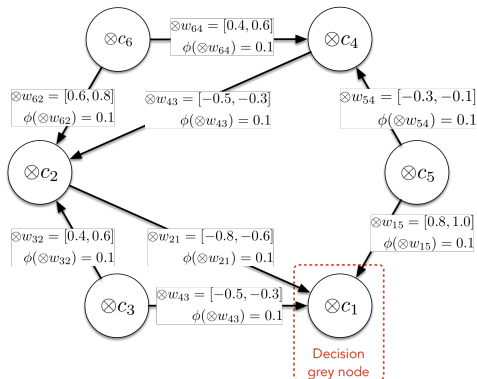 ⊗c₆
⊗w₆₄ = [0.4, 0.6]
ϕ(⊗w₆₄) = 0.1
⊗c₄
⊗w₆₂ = [0.6, 0.8]
ϕ(⊗w₆₂) = 0.1
⊗w₄₃ = [−0.5, −0.3]
ϕ(⊗w₄₃) = 0.1
⊗w₅₄ = [−0.3, −0.1]
ϕ(⊗w₅₄) = 0.1
⊗c₂
⊗c₅
⊗w₃₂ = [0.4, 0.6]
ϕ(⊗w₃₂) = 0.1
⊗w₂₁ = [−0.8, −0.6]
ϕ(⊗w₂₁) = 0.1
⊗w₁₅ = [0.8, 1.0]
ϕ(⊗w₁₅) = 0.1
⊗c₃
⊗w₄₃ = [−0.5, −0.3]
ϕ(⊗w₄₃) = 0.1
⊗c₁
Decision
grey node